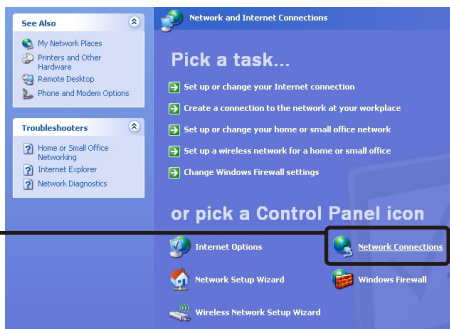 See Also
My Network Places
Printers and Other
Hardware
Remote Desktop
Phone and Modem Options
Troubleshooters
Home or Small Office
Networking
Internet Explorer
Network Diagnostics
Network and Internet Connections
Pick a task...
Set up or change your Internet connection
Create a connection to the network at your workplace
Set up or change your home or small office network
Set up a wireless network for a home or small office
Change Windows Firewall settings
or pick a Control Panel icon
Internet Options
Network Connections
Network Setup Wizard
Windows Firewall
Wireless Network Setup Wizard